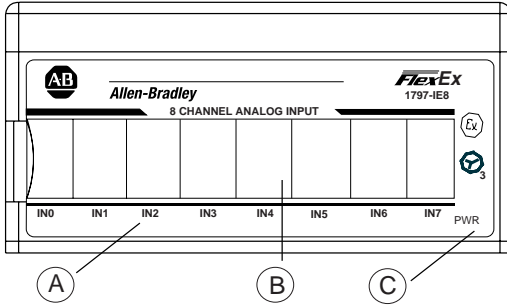 A-B
FlexEx
Allen-Bradley
1797-IE8
8 CHANNEL ANALOG INPUT
Ex
3
IN0 IN1 IN2 IN3 IN4 IN5 IN6 IN7
PWR
A B C